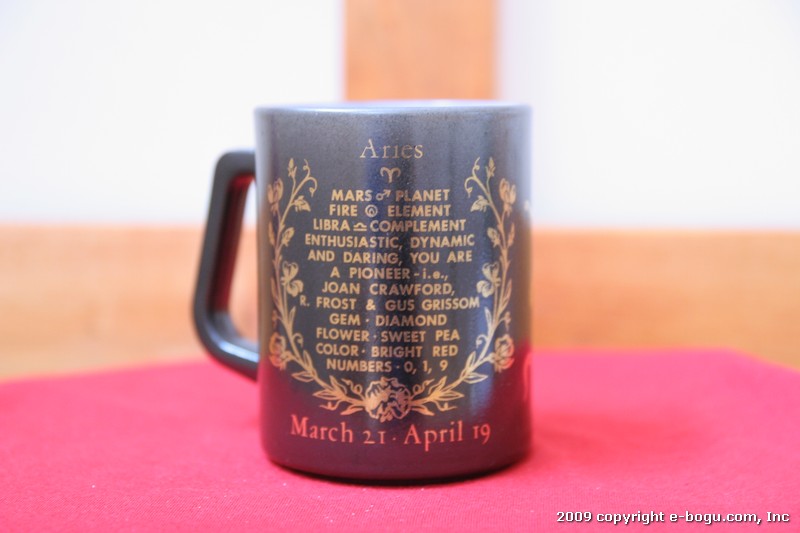 Aries
♈
MARS ♂ PLANET
FIRE ELEMENT
LIBRA ♎ COMPLEMENT
ENTHUSIASTIC, DYNAMIC
AND DARING, YOU ARE
A PIONEER - i.e.,
JOAN CRAWFORD,
R. FROST & GUS GRISSOM
GEM · DIAMOND
FLOWER · SWEET PEA
COLOR · BRIGHT RED
NUMBERS · 0, 1, 9
March 21 · April 19
2009 copyright e-bogu.com, Inc